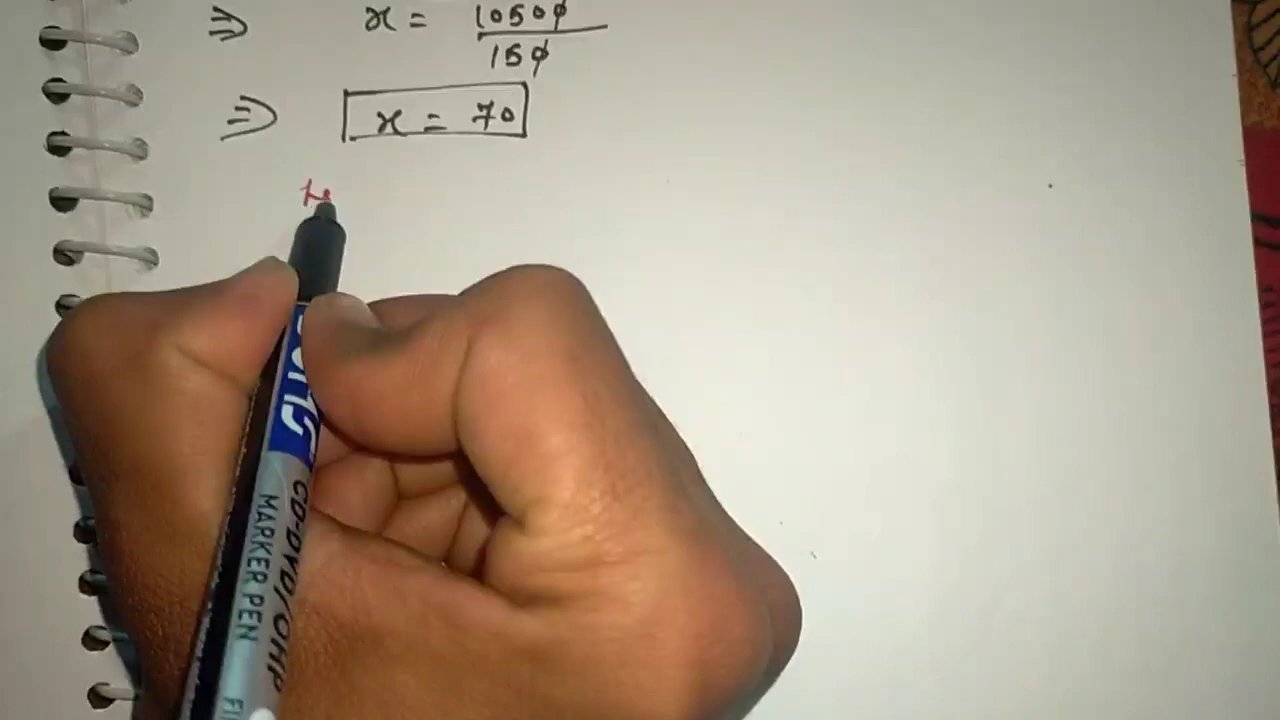 ⇒ x = 10500/150
⇒ x = 70
CD-DVD/OHP
MARKER PEN